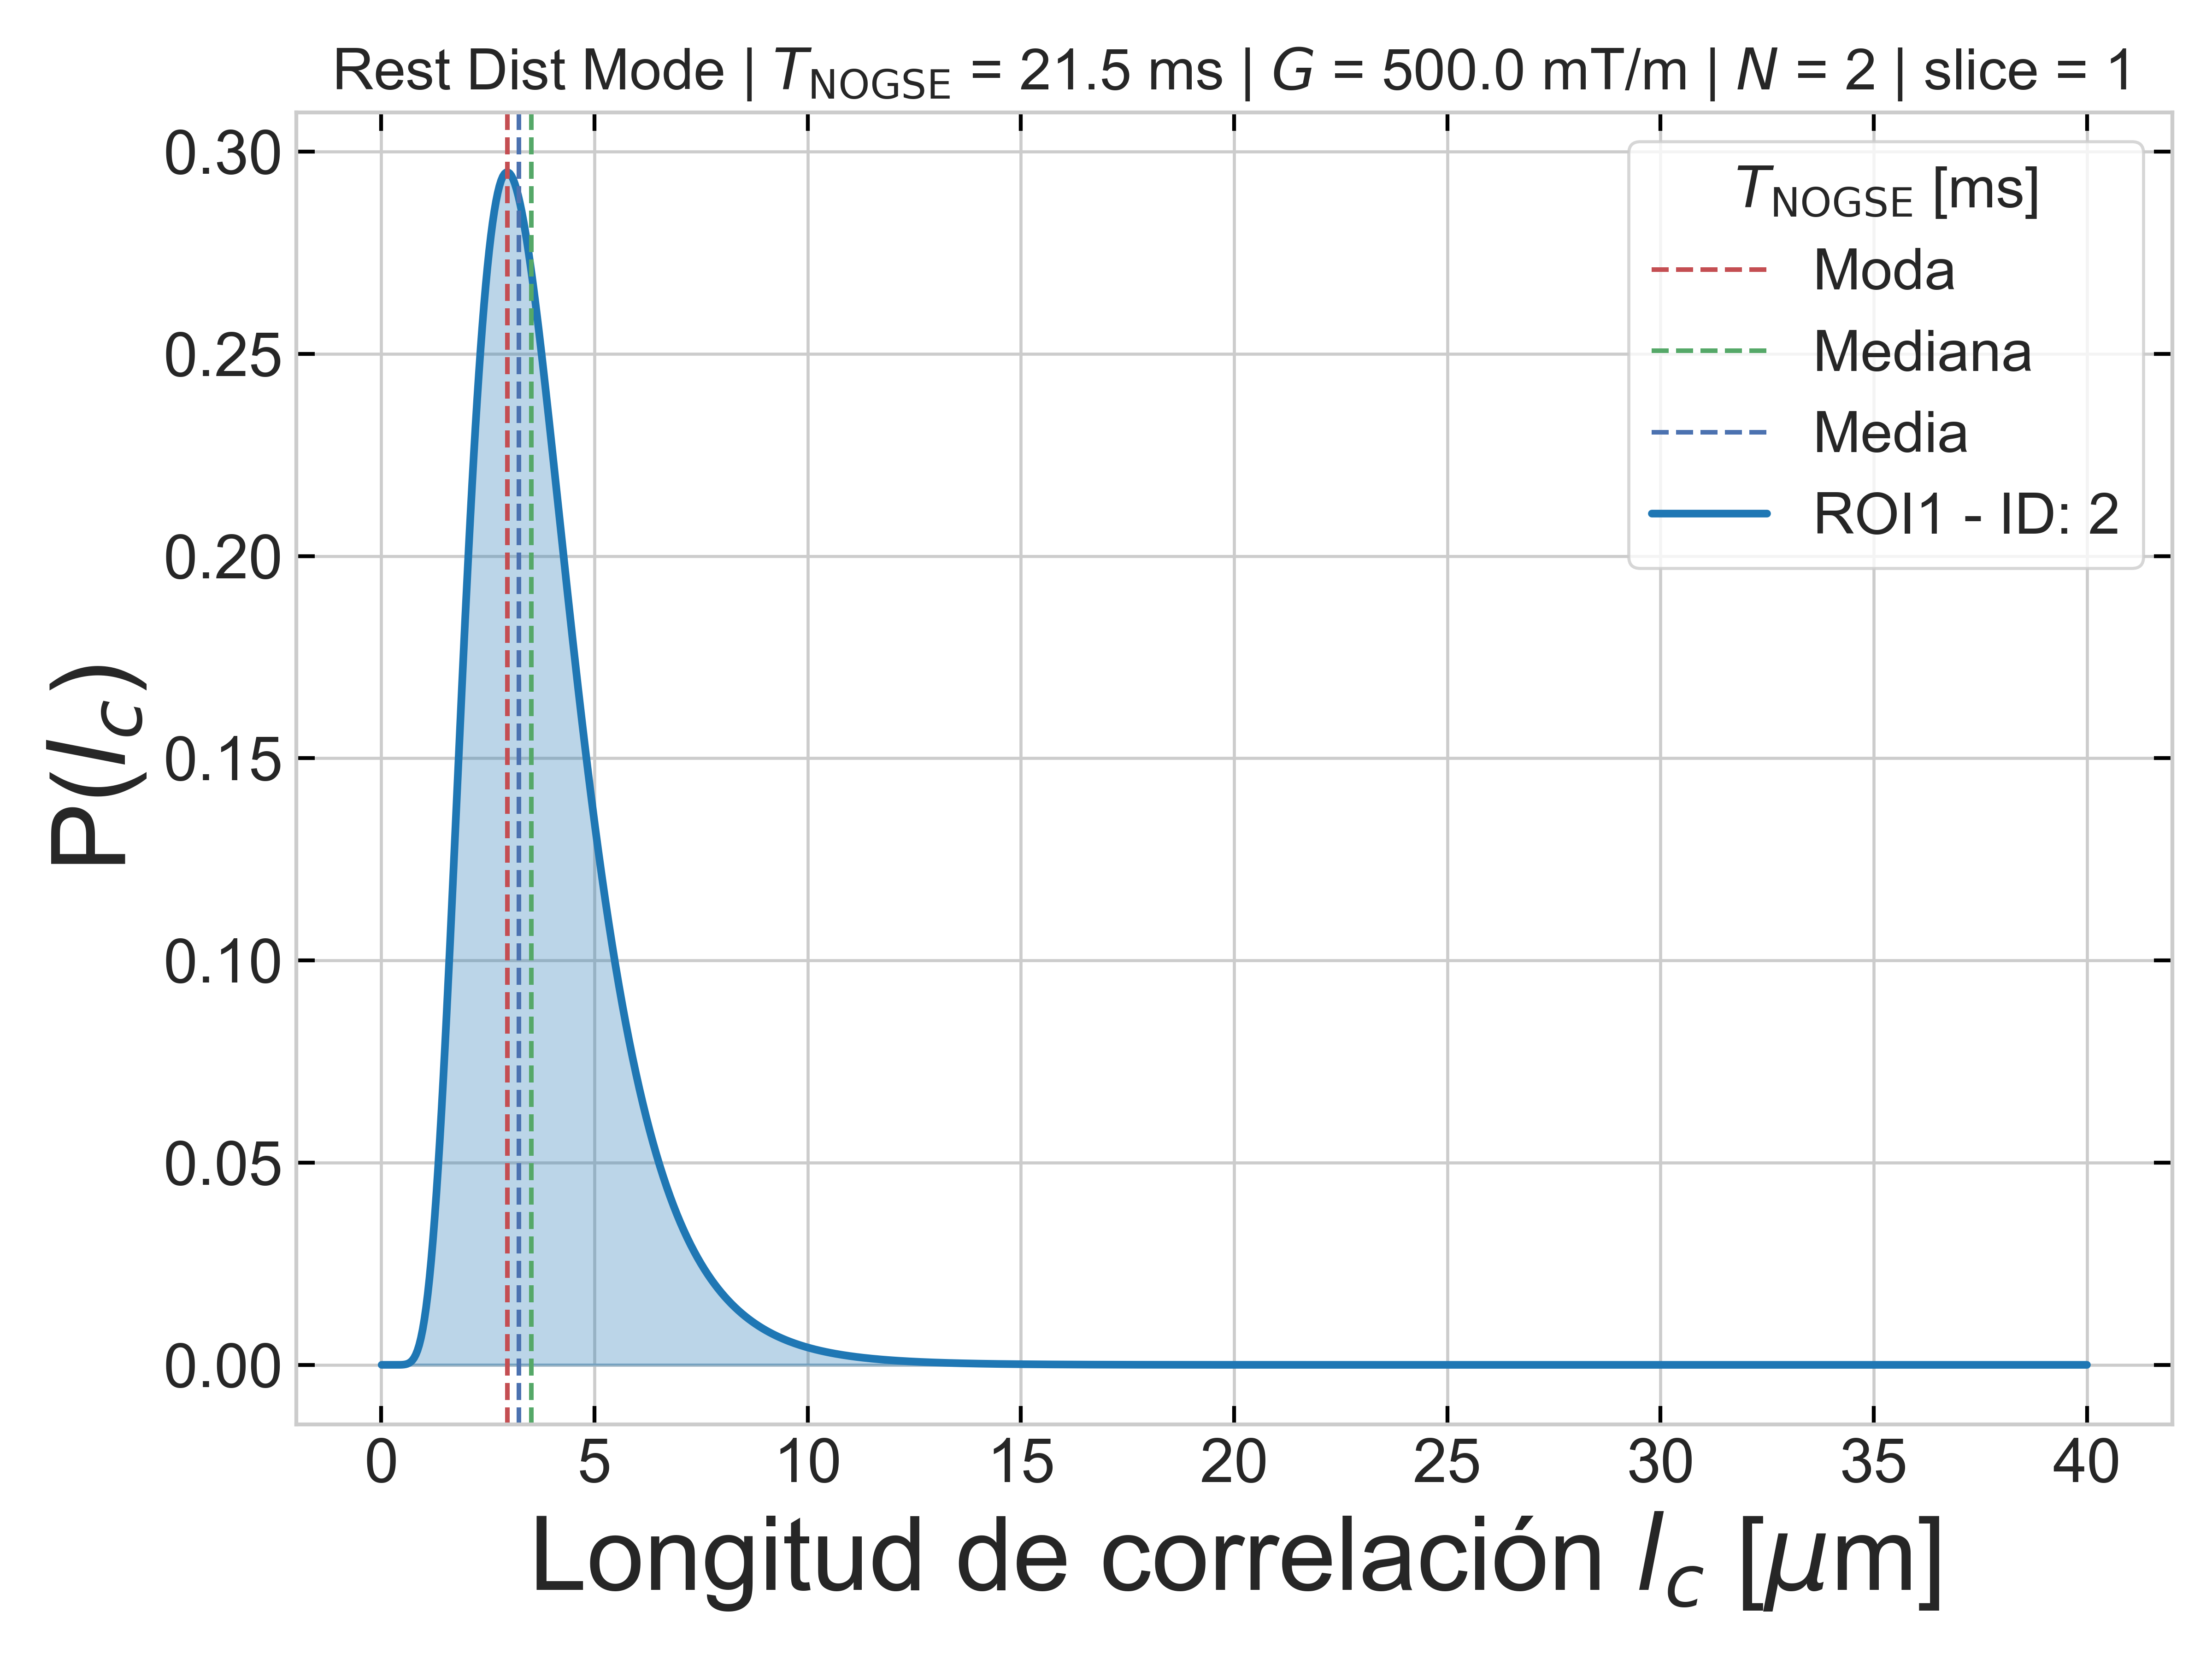 Rest Dist Mode | T_NOGSE = 21.5 ms | G = 500.0 mT/m | N = 2 | slice = 1
P(l_c)
0.30
0.25
0.20
0.15
0.10
0.05
0.00
T_NOGSE [ms]
Moda
Mediana
Media
ROI1 - ID: 2
0 5 10 15 20 25 30 35 40
Longitud de correlación l_c [μm]